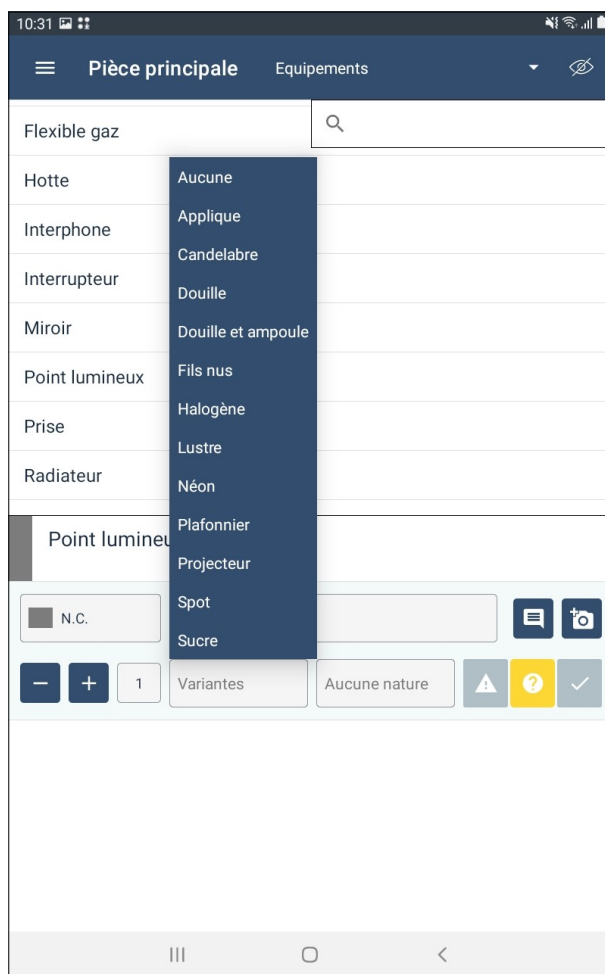 10:31
Pièce principale Equipements
Flexible gaz
Hotte
Interphone
Interrupteur
Miroir
Point lumineux
Prise
Radiateur
Aucune
Applique
Candelabre
Douille
Douille et ampoule
Fils nus
Halogène
Lustre
Néon
Plafonnier
Projecteur
Spot
Sucre
Point lumineu
N.C.
1 Variantes Aucune nature